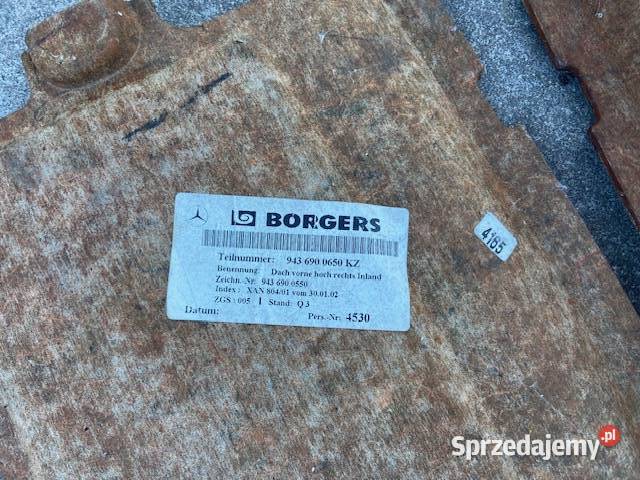 BORGERS
Teilnummer: 943 690 0650 KZ
Benennung: Dach vorne hoch rechts Inland
Zeichn.-Nr: 943 690 0550
Index : XAN 804/01 vom 30.01.02
ZGS : 005 | Stand: Q 3
Datum: Pers.-Nr: 4530
4165
Sprzedajemy.pl